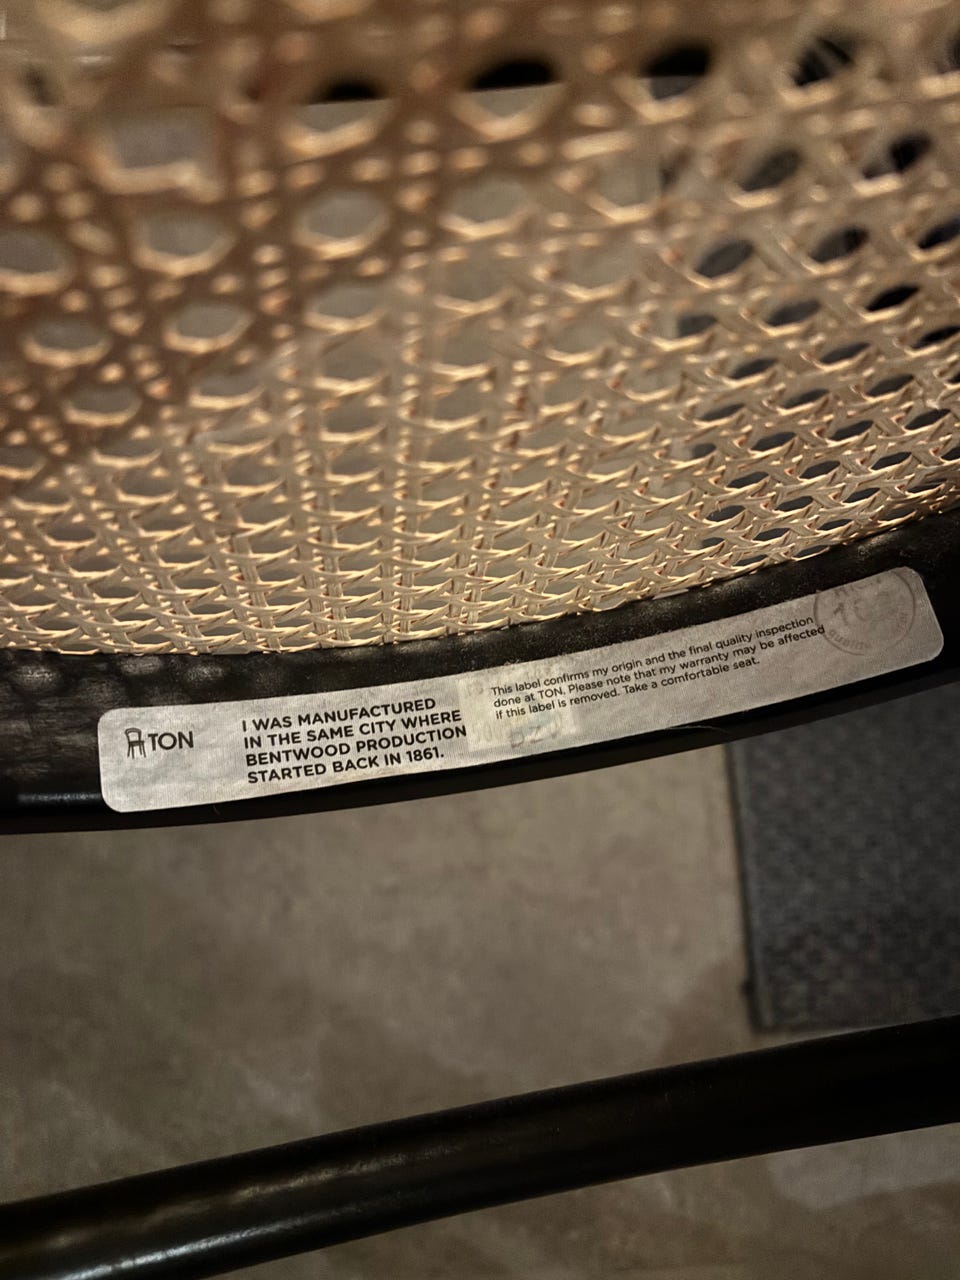 TON
I WAS MANUFACTURED
IN THE SAME CITY WHERE
BENTWOOD PRODUCTION
STARTED BACK IN 1861.
This label confirms my origin and the final quality inspection
done at TON. Please note that my warranty may be affected
if this label is removed. Take a comfortable seat.